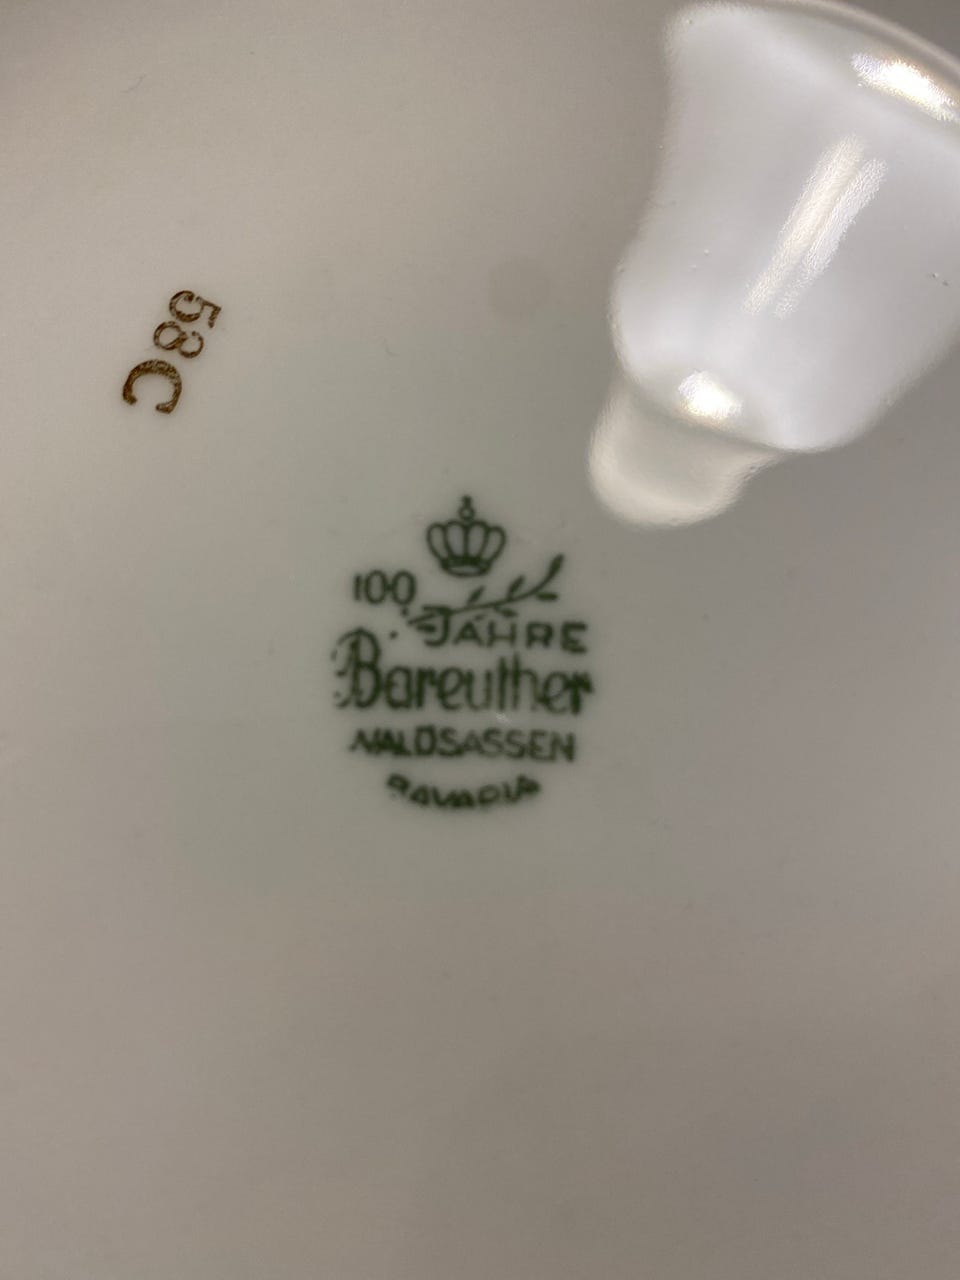 58C
100
JAHRE
Bareuther
WALDSASSEN
BAVARIA